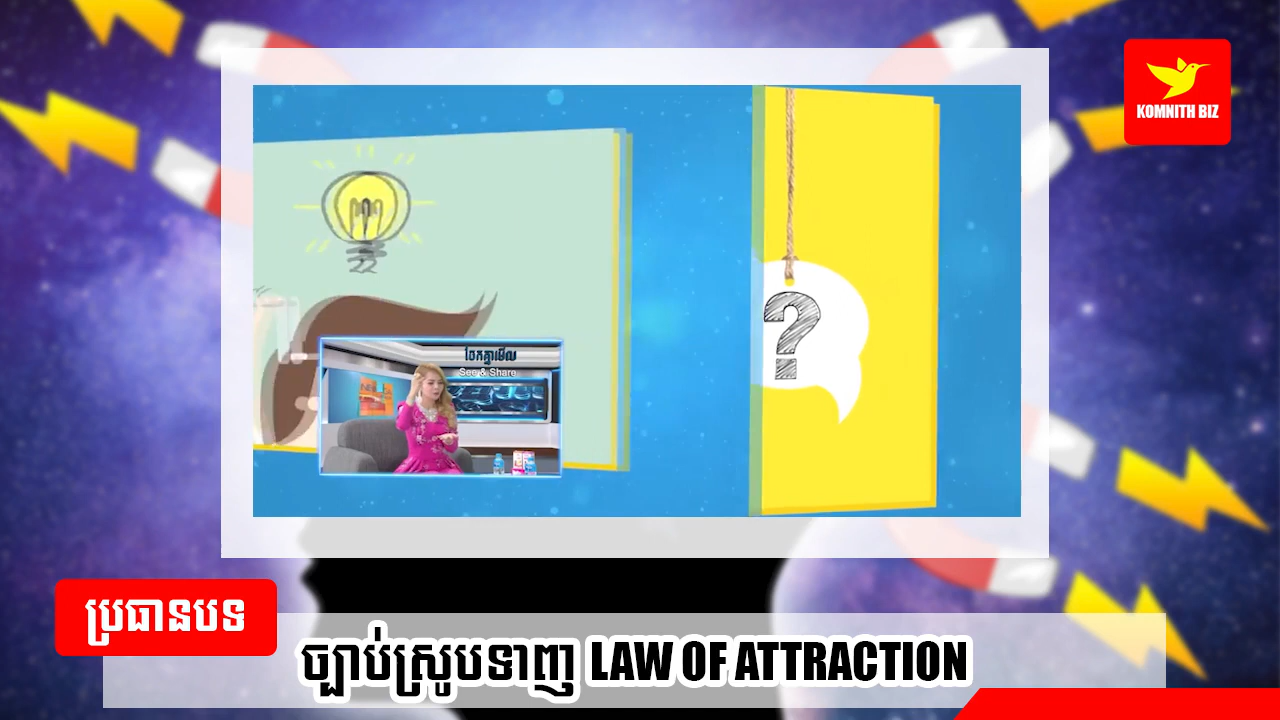 KOMNITH BIZ
?
ចែកគ្នាមើល
See & Share
ប្រធានបទ
ច្បាប់ស្រូបទាញ LAW OF ATTRACTION